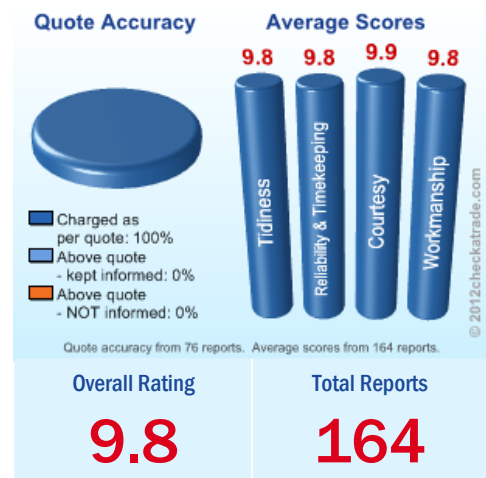 Quote Accuracy
Average Scores
9.8
9.8
9.9
9.8
Tidiness
Reliability & Timekeeping
Courtesy
Workmanship
Charged as
per quote: 100%
Above quote
- kept informed: 0%
Above quote
- NOT informed: 0%
© 2012checkatrade.com
Quote accuracy from 76 reports. Average scores from 164 reports.
Overall Rating
9.8
Total Reports
164